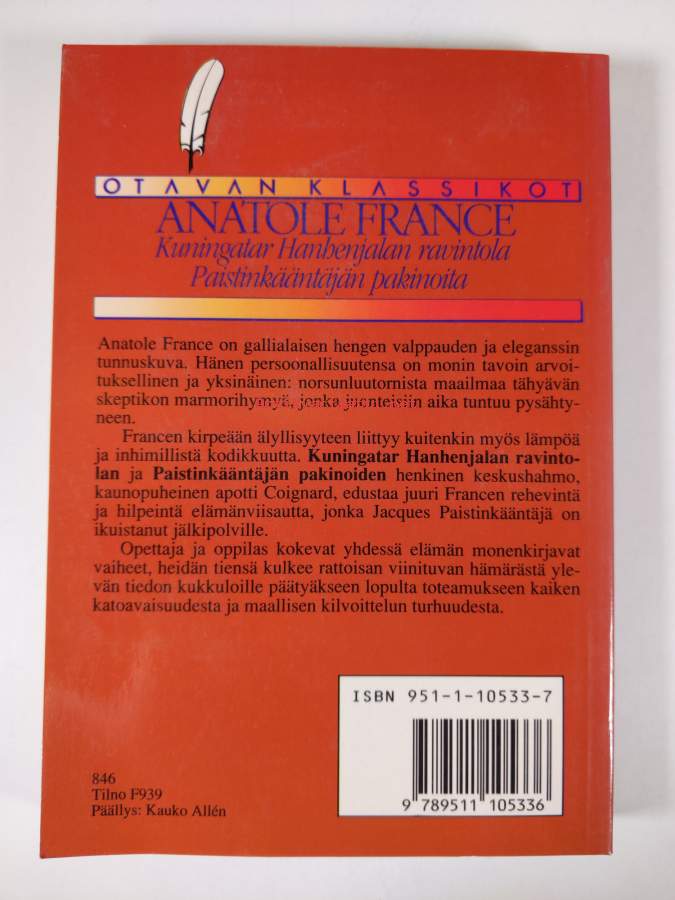 OTAVAN KLASSIKOT
ANATOLE FRANCE
Kuningatar Hanhenjalan ravintola
Paistinkääntäjän pakinoita
Anatole France on gallialaisen hengen valppauden ja eleganssin
tunnuskuva. Hänen persoonallisuutensa on monin tavoin arvoi-
tuksellinen ja yksinäinen: norsunluutornista maailmaa tähyävän
skeptikon marmorihymyä, jonka juonteisiin aika tuntuu pysähty-
neen.
Francen kirpeään älyllisyyteen liittyy kuitenkin myös lämpöä
ja inhimillistä kodikkuutta. Kuningatar Hanhenjalan ravinto-
lan ja Paistinkääntäjän pakinoiden henkinen keskushahmo,
kaunopuheinen apotti Coignard, edustaa juuri Francen rehevintä
ja hilpeintä elämänviisautta, jonka Jacques Paistinkääntäjä on
ikuistanut jälkipolville.
Opettaja ja oppilas kokevat yhdessä elämän monenkirjavat
vaiheet, heidän tiensä kulkee rattoisan viinituvan hämärästä yle-
vän tiedon kukkuloille päätyäkseen lopulta toteamukseen kaiken
katoavaisuudesta ja maallisen kilvoittelun turhuudesta.
ISBN 951-1-10533-7
9 789511 105336
846
Tilno F939
Päällys: Kauko Allén